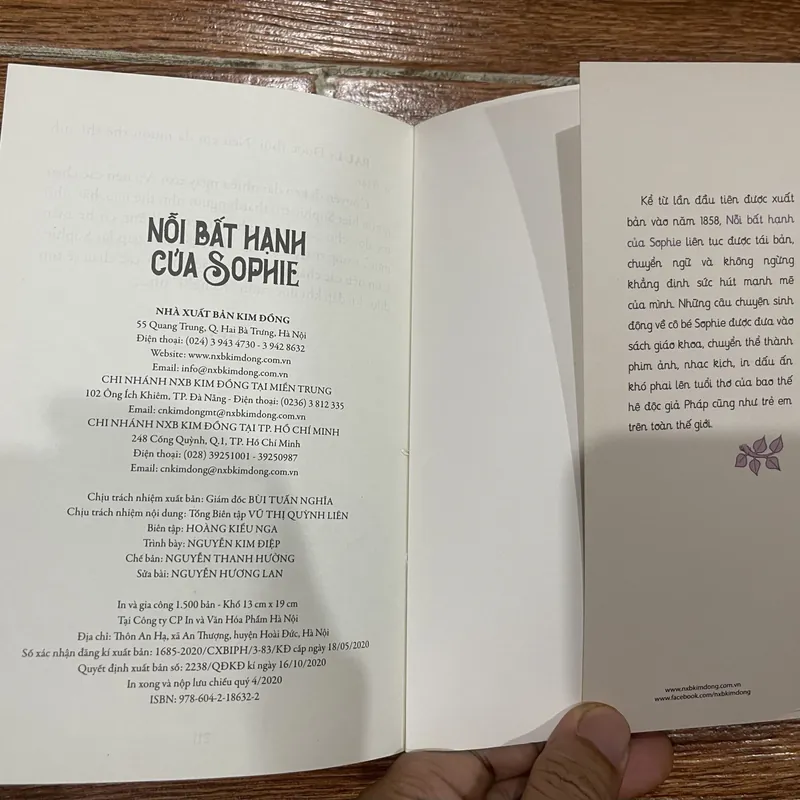 NỖI BẤT HẠNH
CỦA SOPHIE
NHÀ XUẤT BẢN KIM ĐỒNG
55 Quang Trung, Q. Hai Bà Trưng, Hà Nội
Điện thoại: (024) 3 943 4730 - 3 942 8632
Website: www.nxbkimdong.com.vn
Email: info@nxbkimdong.com.vn
CHI NHÁNH NXB KIM ĐỒNG TẠI MIỀN TRUNG
102 Ông Ích Khiêm, TP. Đà Nẵng - Điện thoại: (0236) 3 812 335
Email: cnkimdongmt@nxbkimdong.com.vn
CHI NHÁNH NXB KIM ĐỒNG TẠI TP. HỒ CHÍ MINH
248 Cống Quỳnh, Q.1, TP. Hồ Chí Minh
Điện thoại: (028) 39251001 - 39250987
Email: cnkimdong@nxbkimdong.com.vn
Chịu trách nhiệm xuất bản: Giám đốc BÙI TUẤN NGHĨA
Chịu trách nhiệm nội dung: Tổng Biên tập VŨ THỊ QUỲNH LIÊN
Biên tập: HOÀNG KIỀU NGA
Trình bày: NGUYỄN KIM ĐIỆP
Chế bản: NGUYỄN THANH HƯỜNG
Sửa bài: NGUYỄN HƯƠNG LAN
In và gia công 1.500 bản - Khổ 13 cm x 19 cm
Tại Công ty CP In và Văn Hóa Phẩm Hà Nội
Địa chỉ: Thôn An Hạ, xã An Thượng, huyện Hoài Đức, Hà Nội
Số xác nhận đăng kí xuất bản: 1685-2020/CXBIPH/3-83/KĐ cấp ngày 18/05/2020
Quyết định xuất bản số: 2238/QĐKĐ kí ngày 16/10/2020
In xong và nộp lưu chiểu quý 4/2020
ISBN: 978-604-2-18632-2
Kể từ lần đầu tiên được xuất
bản vào năm 1858, Nỗi bất hạnh
của Sophie liên tục được tái bản,
chuyển ngữ và không ngừng
khẳng định sức hút mạnh mẽ
của mình. Những câu chuyện sinh
động về cô bé Sophie được đưa vào
sách giáo khoa, chuyển thể thành
phim ảnh, nhạc kịch, in dấu ấn
khó phai lên tuổi thơ của bao thế
hệ độc giả Pháp cũng như trẻ em
trên toàn thế giới.
www.nxbkimdong.com.vn
www.facebook.com/nxbkimdong